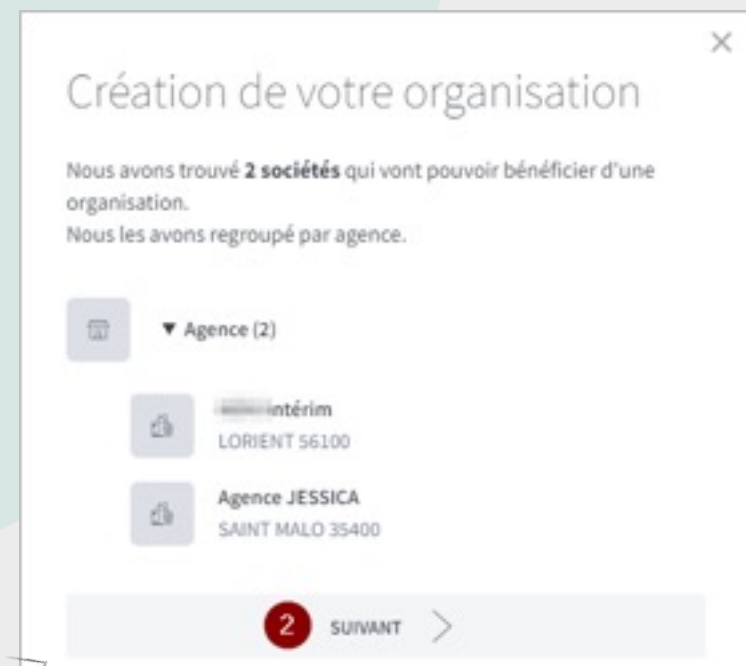 Création de votre organisation
Nous avons trouvé 2 sociétés qui vont pouvoir bénéficier d'une
organisation.
Nous les avons regroupé par agence.
▼ Agence (2)
intérim
LORIENT 56100
Agence JESSICA
SAINT MALO 35400
2 SUIVANT